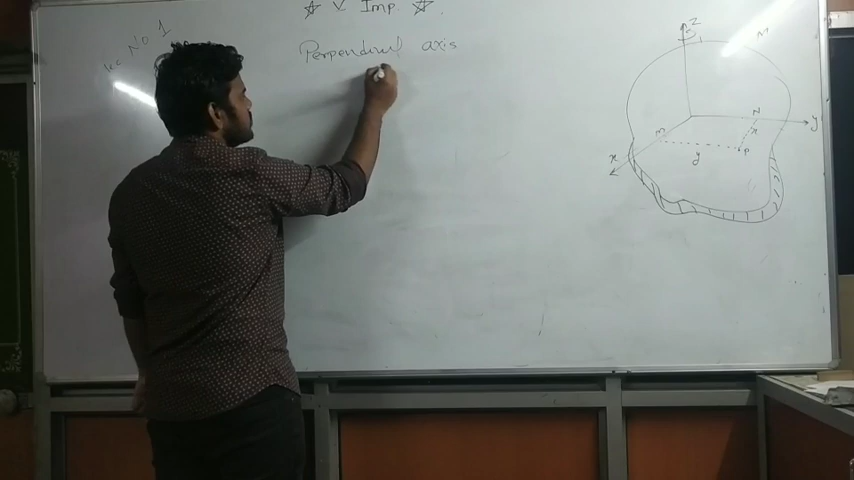 ☆ V. Imp. ☆
Lec No 1
Perpendicul axis
Z
M
N
y
M
x
x
P
y